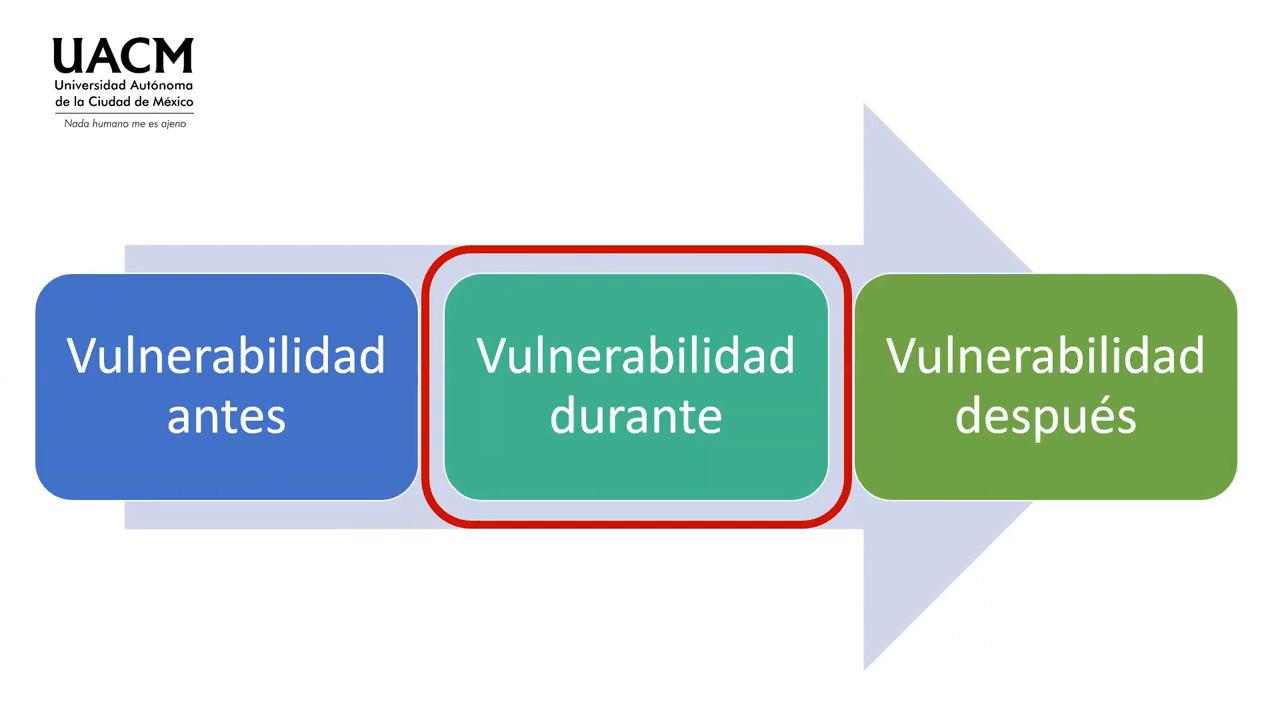 UACM
Universidad Autónoma
de la Ciudad de México
Nada humano me es ajeno
Vulnerabilidad
antes
Vulnerabilidad
durante
Vulnerabilidad
después